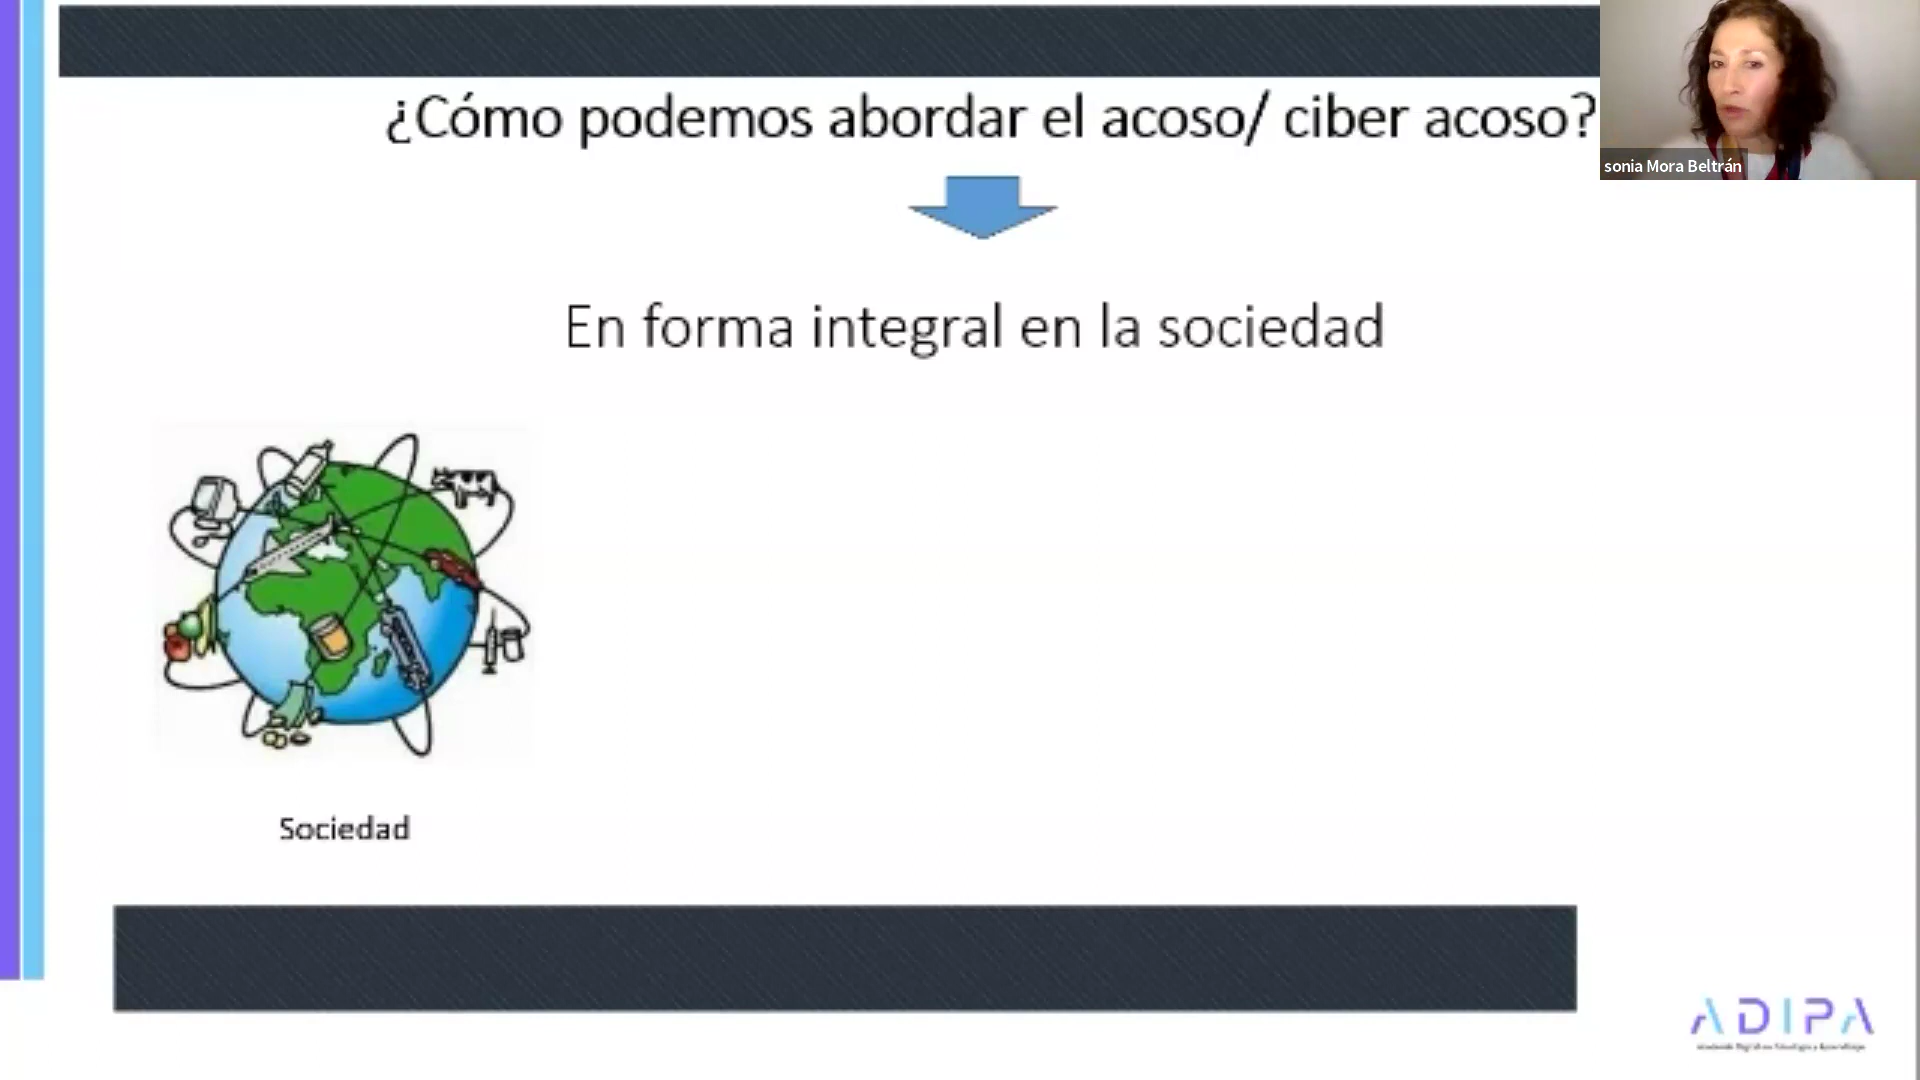 ¿Cómo podemos abordar el acoso/ ciber acoso?
sonia Mora Beltrán
En forma integral en la sociedad
Sociedad
ADIPA